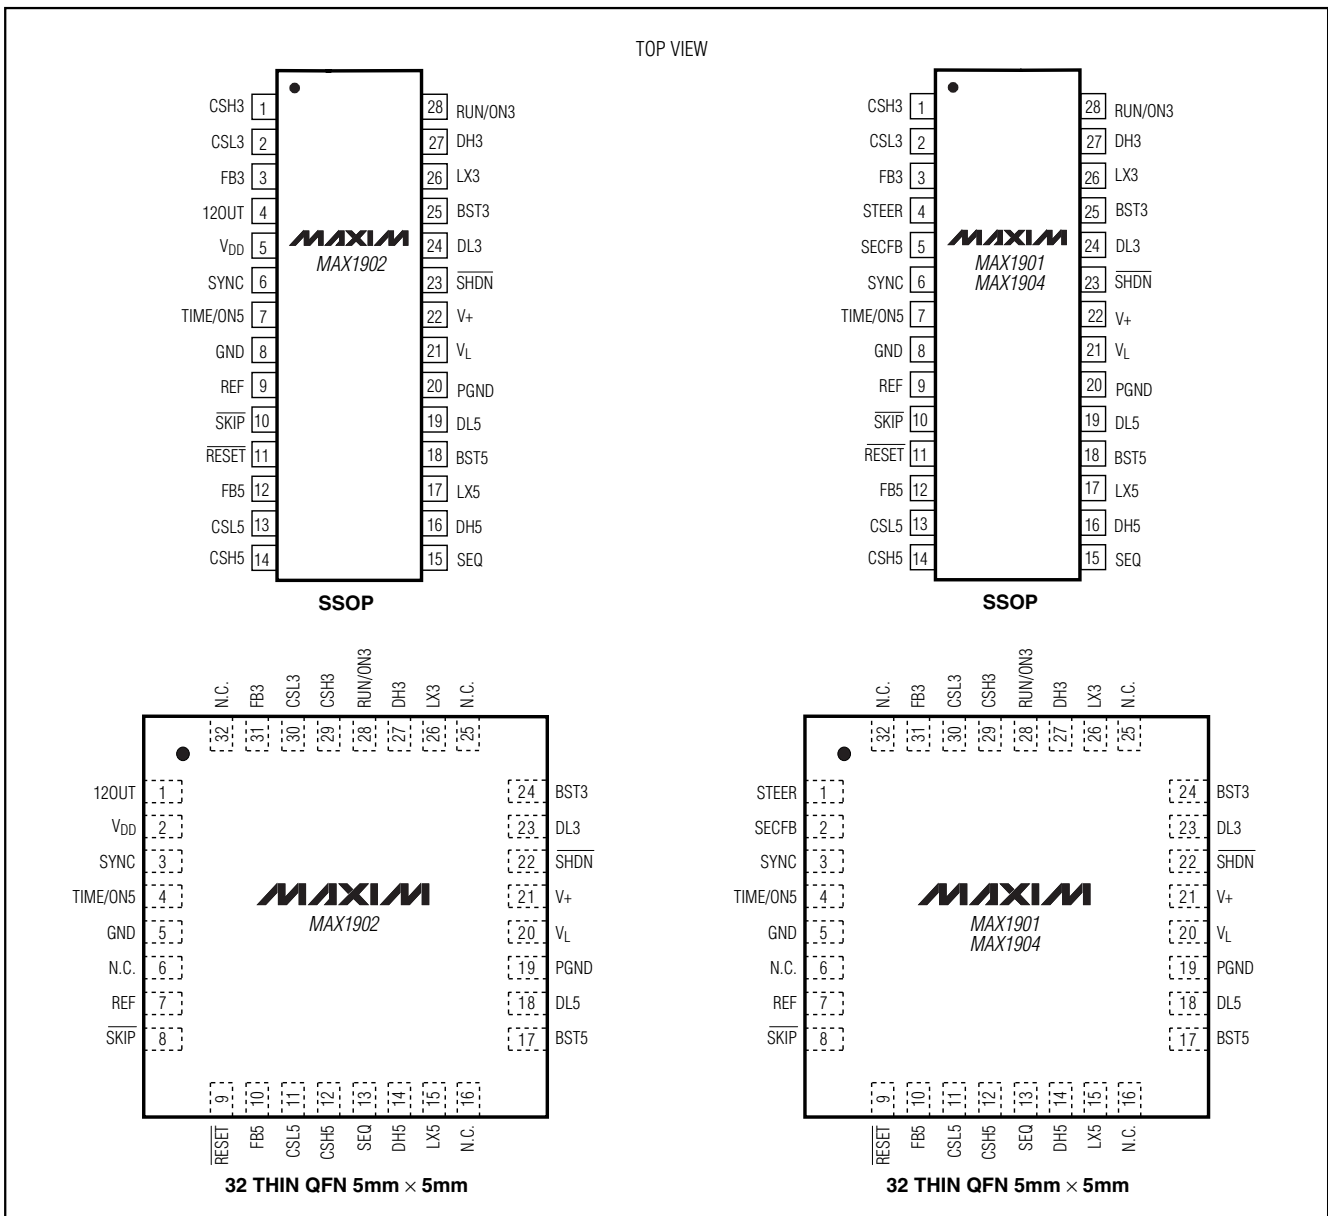 TOP VIEW
CSH3 1
CSL3 2
FB3 3
12OUT 4
VDD 5
SYNC 6
TIME/ON5 7
GND 8
REF 9
SKIP 10
RESET 11
FB5 12
CSL5 13
CSH5 14
MAXIM
MAX1902
28 RUN/ON3
27 DH3
26 LX3
25 BST3
24 DL3
23 SHDN
22 V+
21 VL
20 PGND
19 DL5
18 BST5
17 LX5
16 DH5
15 SEQ
SSOP
CSH3 1
CSL3 2
FB3 3
STEER 4
SECFB 5
SYNC 6
TIME/ON5 7
GND 8
REF 9
SKIP 10
RESET 11
FB5 12
CSL5 13
CSH5 14
MAXIM
MAX1901
MAX1904
28 RUN/ON3
27 DH3
26 LX3
25 BST3
24 DL3
23 SHDN
22 V+
21 VL
20 PGND
19 DL5
18 BST5
17 LX5
16 DH5
15 SEQ
SSOP
N.C. 32
FB3 31
CSL3 30
CSH3 29
RUN/ON3 28
DH3 27
LX3 26
N.C. 25
12OUT 1
VDD 2
SYNC 3
TIME/ON5 4
GND 5
N.C. 6
REF 7
SKIP 8
MAXIM
MAX1902
24 BST3
23 DL3
22 SHDN
21 V+
20 VL
19 PGND
18 DL5
17 BST5
RESET 9
FB5 10
CSL5 11
CSH5 12
SEQ 13
DH5 14
LX5 15
N.C. 16
32 THIN QFN 5mm × 5mm
N.C. 32
FB3 31
CSL3 30
CSH3 29
RUN/ON3 28
DH3 27
LX3 26
N.C. 25
STEER 1
SECFB 2
SYNC 3
TIME/ON5 4
GND 5
N.C. 6
REF 7
SKIP 8
MAXIM
MAX1901
MAX1904
24 BST3
23 DL3
22 SHDN
21 V+
20 VL
19 PGND
18 DL5
17 BST5
RESET 9
FB5 10
CSL5 11
CSH5 12
SEQ 13
DH5 14
LX5 15
N.C. 16
32 THIN QFN 5mm × 5mm